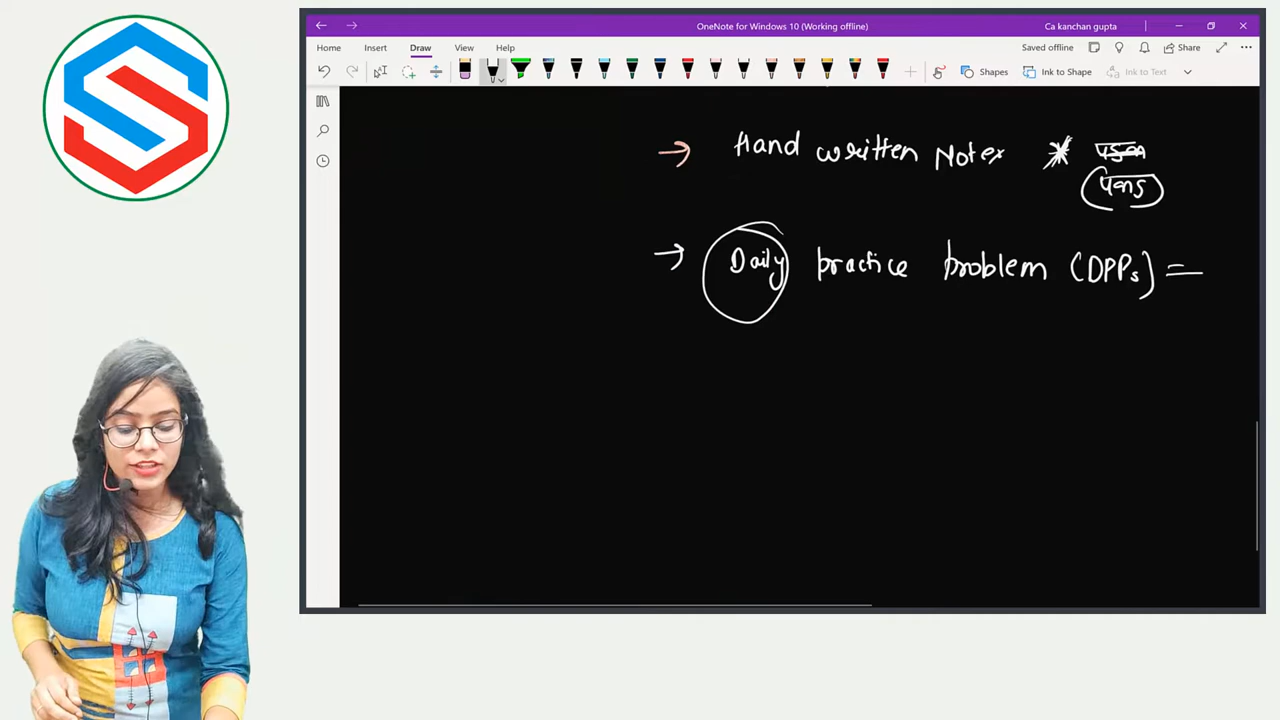 OneNote for Windows 10 (Working offline)
Ca kanchan gupta
Home Insert Draw View Help
Saved offline
Share
Shapes
Ink to Shape
Ink to Text
→ Hand written Notes *
→ Daily practice problem (DPPs) =